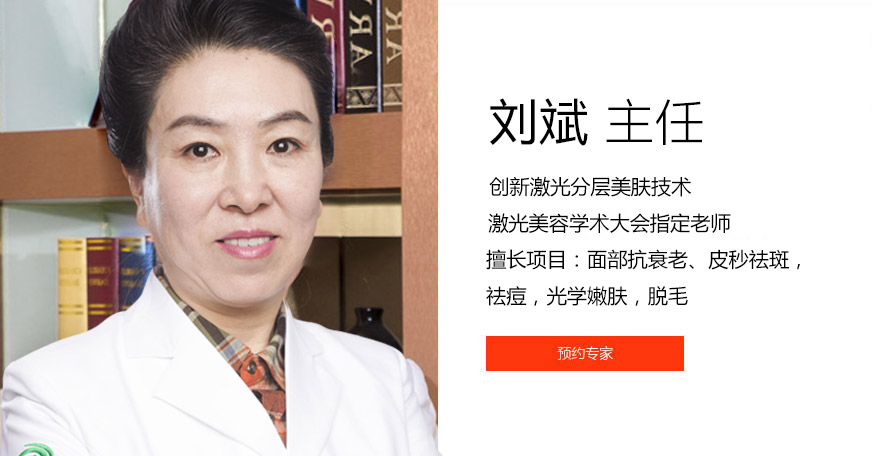 刘斌 主任
创新激光分层美肤技术
激光美容学术大会指定老师
擅长项目：面部抗衰老、皮秒祛斑，
祛痘，光学嫩肤，脱毛
预约专家